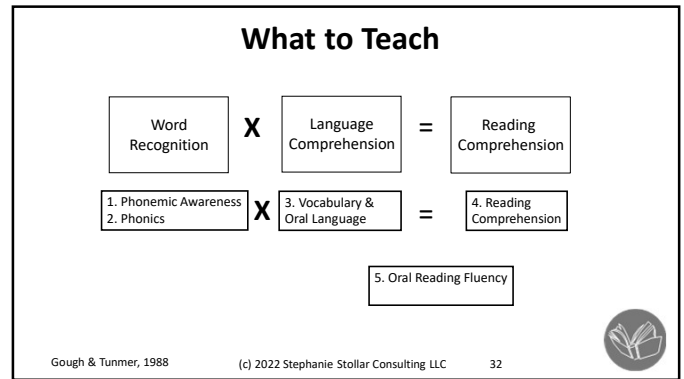 What to Teach
Word
Recognition
X
Language
Comprehension
=
Reading
Comprehension
1. Phonemic Awareness
2. Phonics
X
3. Vocabulary &
Oral Language
=
4. Reading
Comprehension
5. Oral Reading Fluency
Gough & Tunmer, 1988
(c) 2022 Stephanie Stollar Consulting LLC
32